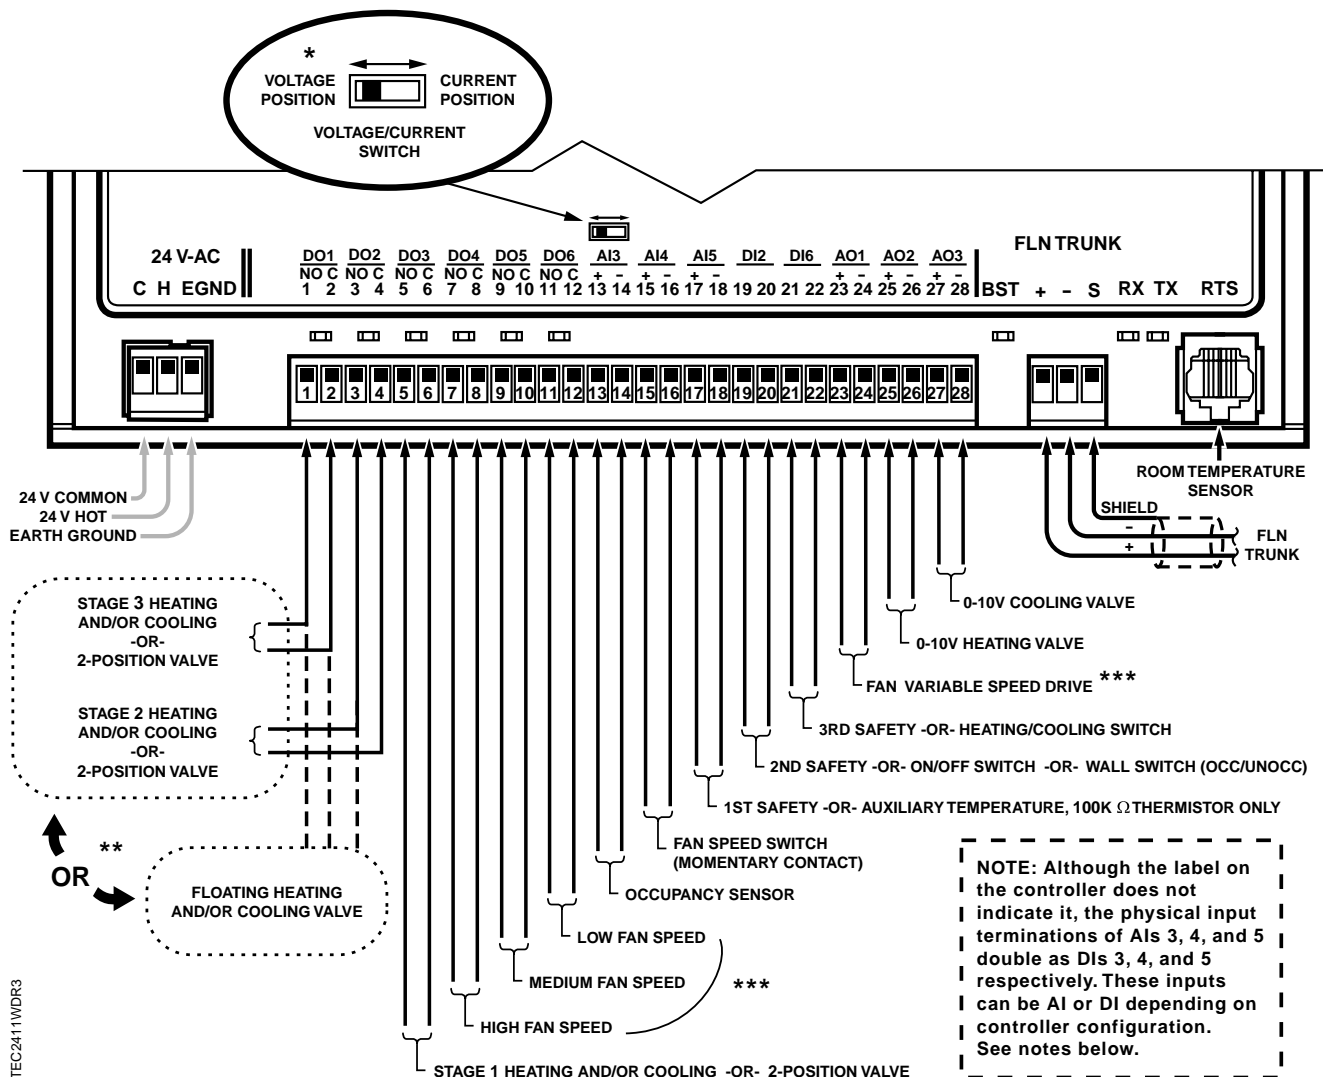 *
VOLTAGE POSITION
CURRENT POSITION
VOLTAGE/CURRENT
SWITCH
24 V-AC
C H EGND
DO1 DO2 DO3 DO4 DO5 DO6 AI3 AI4 AI5 DI2 DI6 AO1 AO2 AO3
NO C NO C NO C NO C NO C NO C + - + - + - + - + - + -
1 2 3 4 5 6 7 8 9 10 11 12 13 14 15 16 17 18 19 20 21 22 23 24 25 26 27 28
FLN TRUNK
BST + - S RX TX RTS
1 2 3 4 5 6 7 8 9 10 11 12 13 14 15 16 17 18 19 20 21 22 23 24 25 26 27 28
24 V COMMON
24 V HOT
EARTH GROUND
ROOM TEMPERATURE
SENSOR
SHIELD
-
+
FLN
TRUNK
STAGE 3 HEATING
AND/OR COOLING
-OR-
2-POSITION VALVE
STAGE 2 HEATING
AND/OR COOLING
-OR-
2-POSITION VALVE
OR
**
FLOATING HEATING
AND/OR COOLING VALVE
0-10V COOLING VALVE
0-10V HEATING VALVE
FAN VARIABLE SPEED DRIVE ***
3RD SAFETY -OR- HEATING/COOLING SWITCH
2ND SAFETY -OR- ON/OFF SWITCH -OR- WALL SWITCH (OCC/UNOCC)
1ST SAFETY -OR- AUXILIARY TEMPERATURE, 100K Ω THERMISTOR ONLY
FAN SPEED SWITCH
(MOMENTARY CONTACT)
OCCUPANCY SENSOR
LOW FAN SPEED
MEDIUM FAN SPEED
***
HIGH FAN SPEED
STAGE 1 HEATING AND/OR COOLING -OR- 2-POSITION VALVE
NOTE: Although the label on
the controller does not
indicate it, the physical input
terminations of AIs 3, 4, and 5
double as DIs 3, 4, and 5
respectively. These inputs
can be AI or DI depending on
controller configuration.
See notes below.
TEC2411WDR3